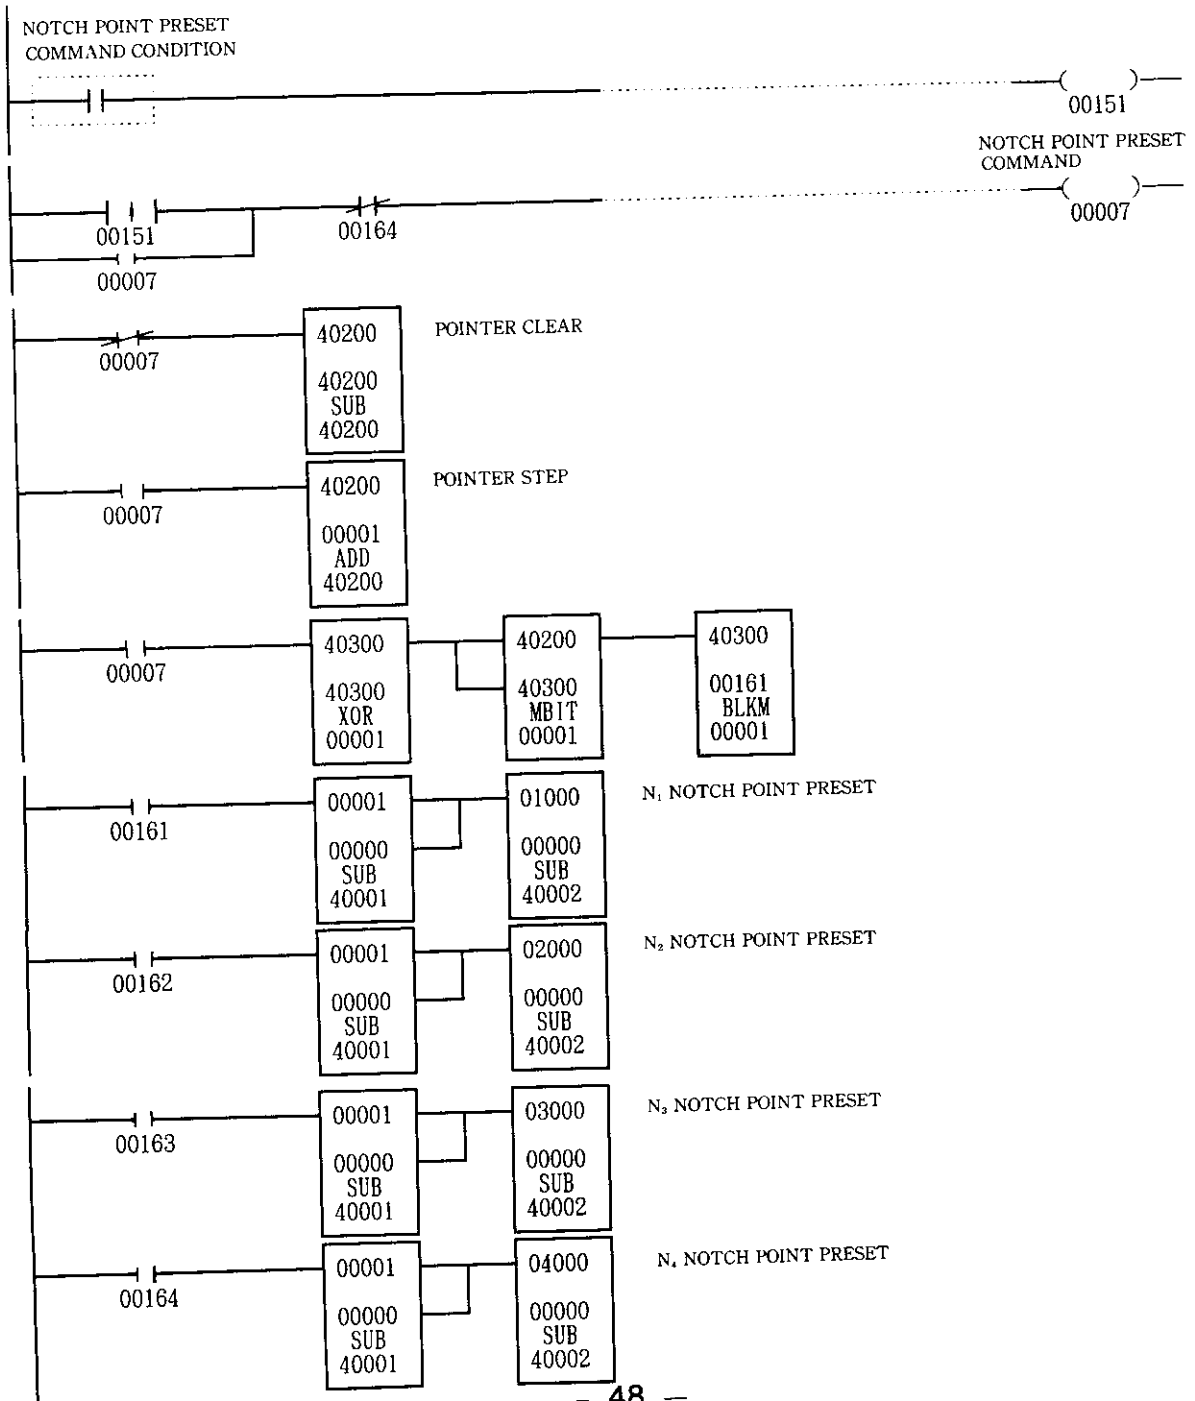 NOTCH POINT PRESET
COMMAND CONDITION
00151
NOTCH POINT PRESET
COMMAND
00151
00164
00007
00007
00007
40200
40200
SUB
40200
POINTER CLEAR
00007
40200
00001
ADD
40200
POINTER STEP
00007
40300
40300
XOR
00001
40200
40300
MBIT
00001
40300
00161
BLKM
00001
00161
00001
00000
SUB
40001
01000
00000
SUB
40002
N₁ NOTCH POINT PRESET
00162
00001
00000
SUB
40001
02000
00000
SUB
40002
N₂ NOTCH POINT PRESET
00163
00001
00000
SUB
40001
03000
00000
SUB
40002
N₃ NOTCH POINT PRESET
00164
00001
00000
SUB
40001
04000
00000
SUB
40002
N₄ NOTCH POINT PRESET
– 48 —